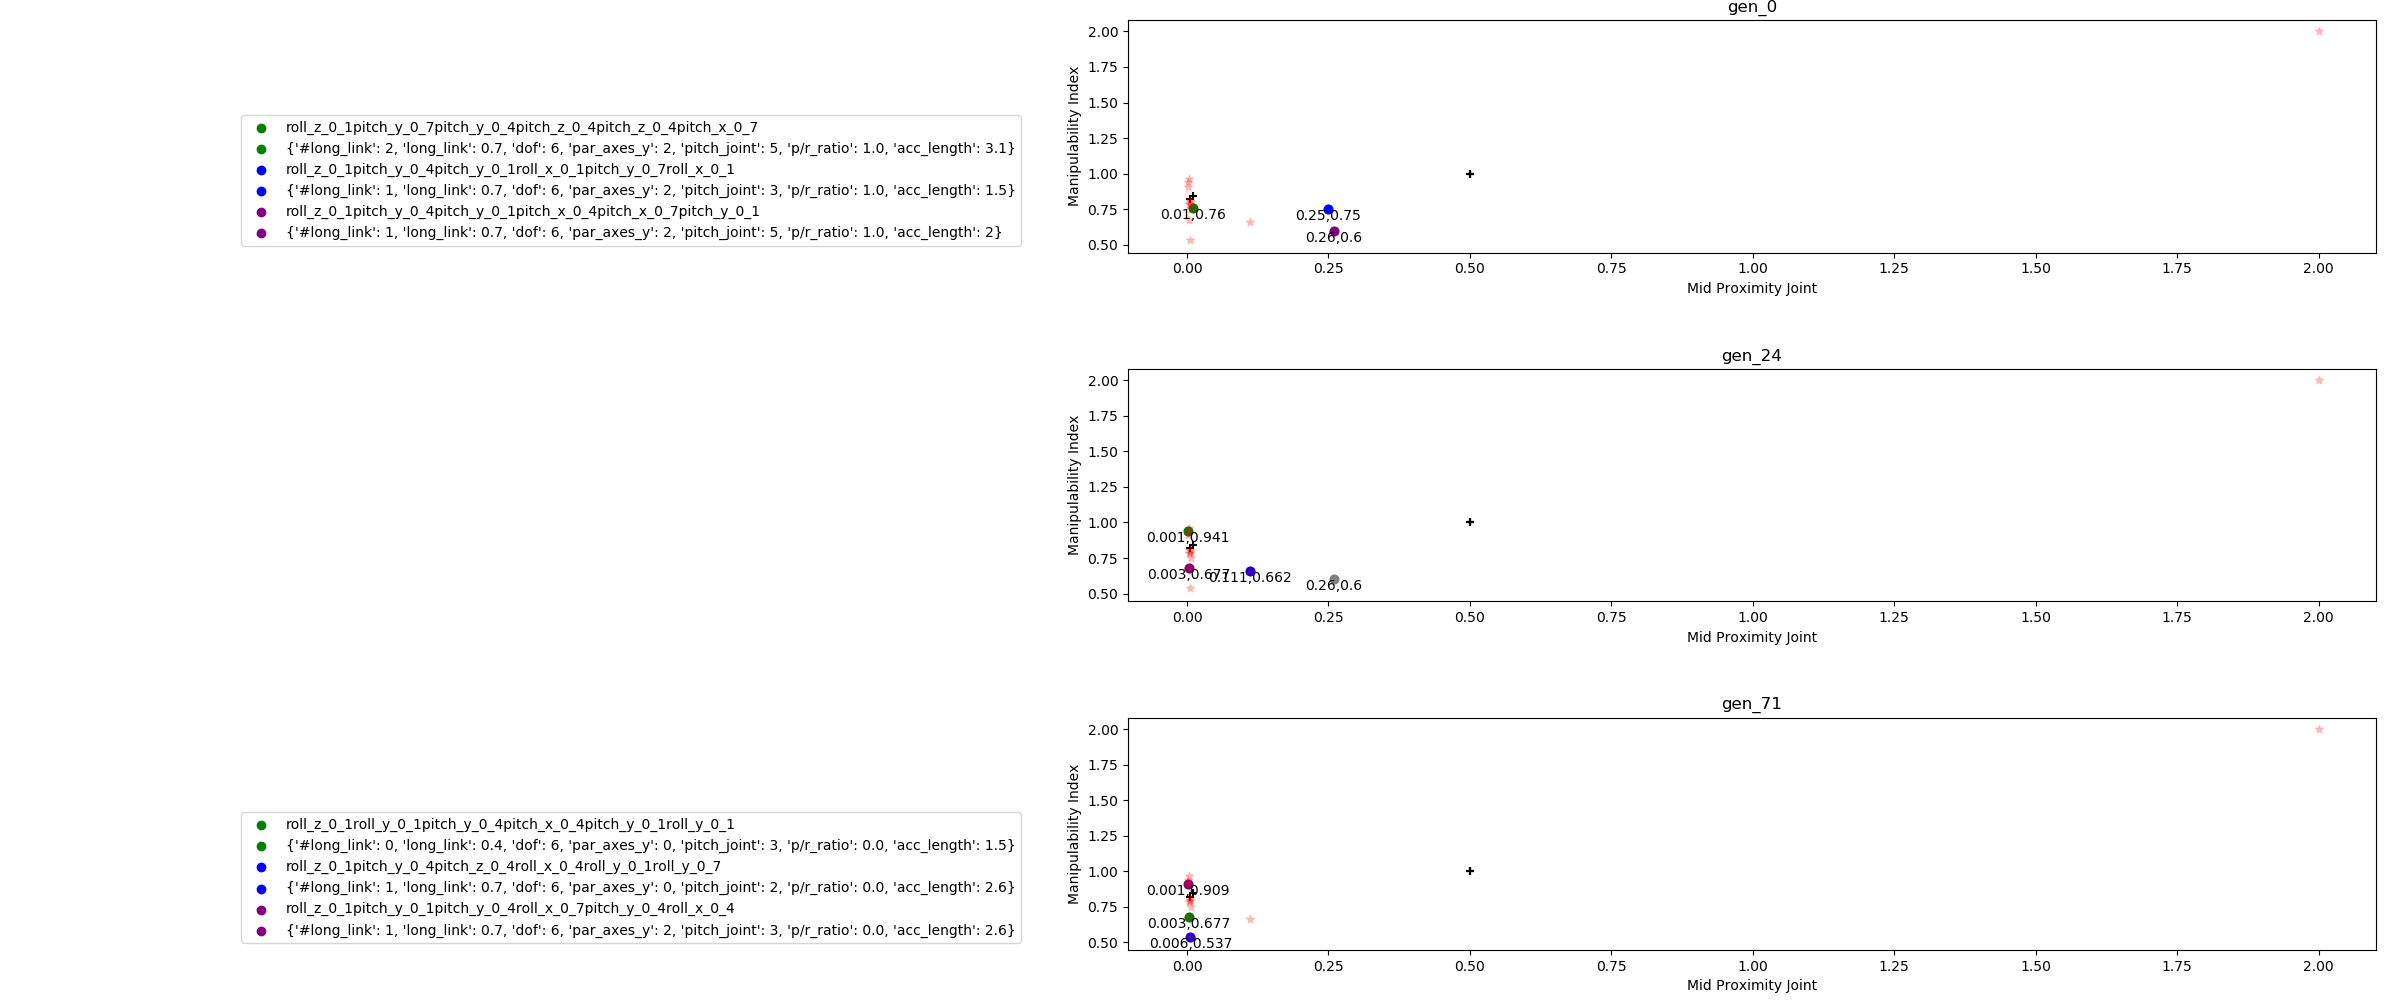 gen_0
roll_z_0_1pitch_y_0_7pitch_y_0_4pitch_z_0_4pitch_z_0_4pitch_x_0_7
{'#long_link': 2, 'long_link': 0.7, 'dof': 6, 'par_axes_y': 2, 'pitch_joint': 5, 'p/r_ratio': 1.0, 'acc_length': 3.1}
roll_z_0_1pitch_y_0_4pitch_y_0_1roll_x_0_1pitch_y_0_7roll_x_0_1
{'#long_link': 1, 'long_link': 0.7, 'dof': 6, 'par_axes_y': 2, 'pitch_joint': 3, 'p/r_ratio': 1.0, 'acc_length': 1.5}
roll_z_0_1pitch_y_0_4pitch_y_0_1pitch_x_0_4pitch_x_0_7pitch_y_0_1
{'#long_link': 1, 'long_link': 0.7, 'dof': 6, 'par_axes_y': 2, 'pitch_joint': 5, 'p/r_ratio': 1.0, 'acc_length': 2}
Manipulability Index
2.00
1.75
1.50
1.25
1.00
0.75
0.50
0.01,0.76
0.25,0.75
0.26,0.6
0.00 0.25 0.50 0.75 1.00 1.25 1.50 1.75 2.00
Mid Proximity Joint
gen_24
Manipulability Index
2.00
1.75
1.50
1.25
1.00
0.75
0.50
0.001,0.941
0.003,0.677
0.111,0.662
0.26,0.6
0.00 0.25 0.50 0.75 1.00 1.25 1.50 1.75 2.00
Mid Proximity Joint
gen_71
roll_z_0_1roll_y_0_1pitch_y_0_4pitch_x_0_4pitch_y_0_1roll_y_0_1
{'#long_link': 0, 'long_link': 0.4, 'dof': 6, 'par_axes_y': 0, 'pitch_joint': 3, 'p/r_ratio': 0.0, 'acc_length': 1.5}
roll_z_0_1pitch_y_0_4pitch_z_0_4roll_x_0_4roll_y_0_1roll_y_0_7
{'#long_link': 1, 'long_link': 0.7, 'dof': 6, 'par_axes_y': 0, 'pitch_joint': 2, 'p/r_ratio': 0.0, 'acc_length': 2.6}
roll_z_0_1pitch_y_0_1pitch_y_0_4roll_x_0_7pitch_y_0_4roll_x_0_4
{'#long_link': 1, 'long_link': 0.7, 'dof': 6, 'par_axes_y': 2, 'pitch_joint': 3, 'p/r_ratio': 0.0, 'acc_length': 2.6}
Manipulability Index
2.00
1.75
1.50
1.25
1.00
0.75
0.50
0.001,0.909
0.003,0.677
0.006,0.537
0.00 0.25 0.50 0.75 1.00 1.25 1.50 1.75 2.00
Mid Proximity Joint